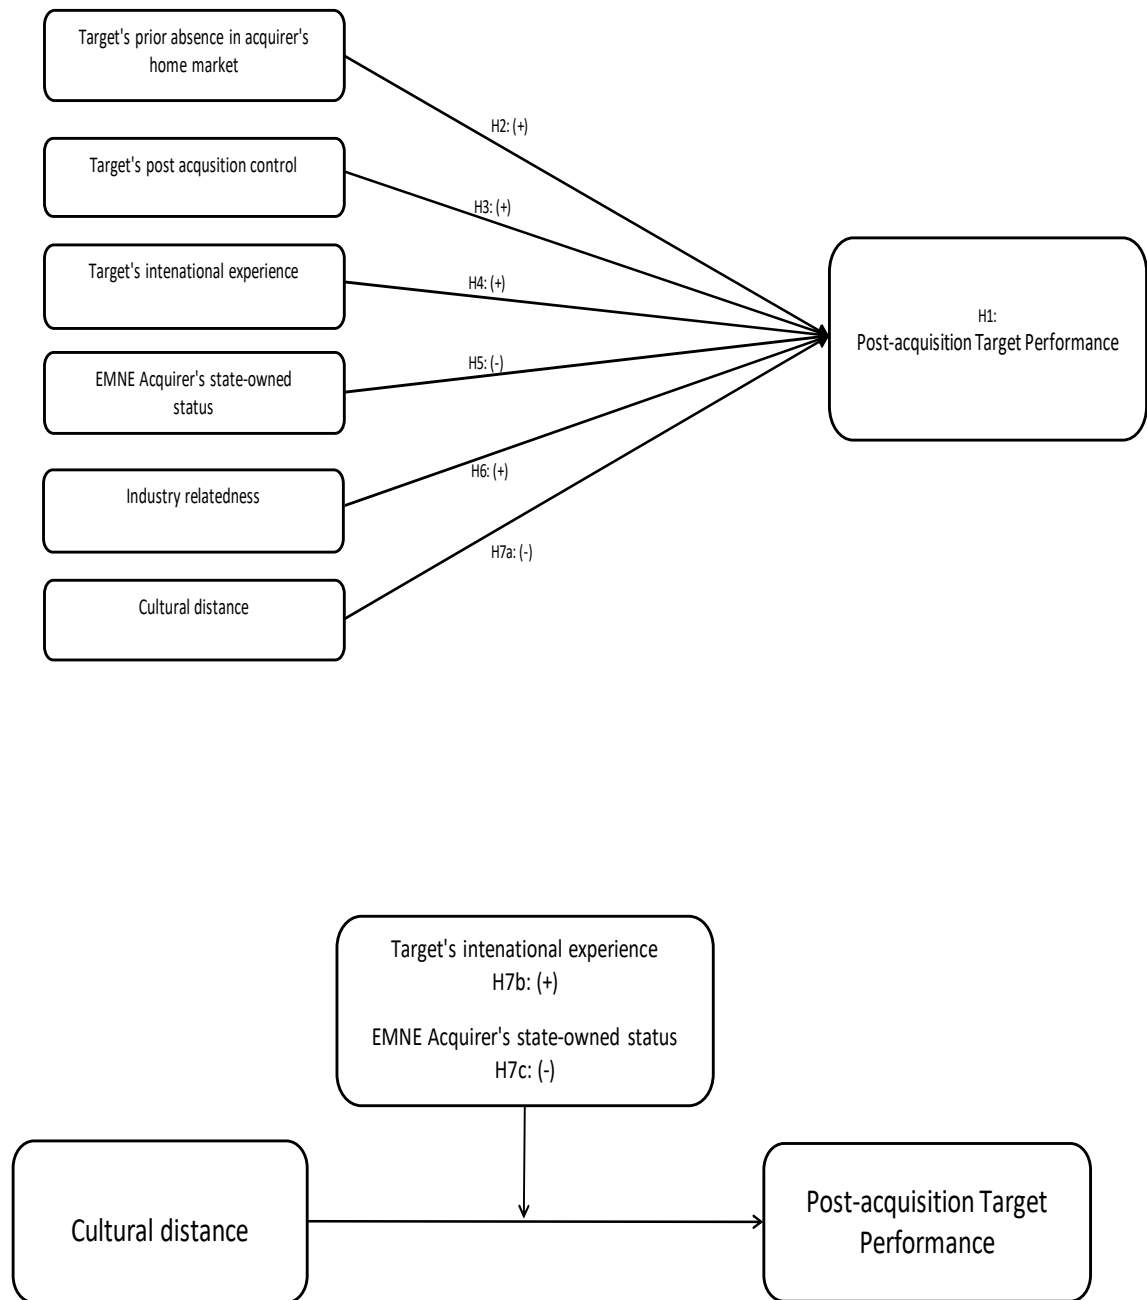 Target's prior absence in acquirer's
home market
H2: (+)
Target's post acqusition control
H3: (+)
Target's intenational experience
H4: (+)
H1:
Post-acquisition Target Performance
EMNE Acquirer's state-owned
status
H5: (-)
Industry relatedness
H6: (+)
H7a: (-)
Cultural distance
Target's intenational experience
H7b: (+)
EMNE Acquirer's state-owned status
H7c: (-)
Cultural distance
Post-acquisition Target
Performance